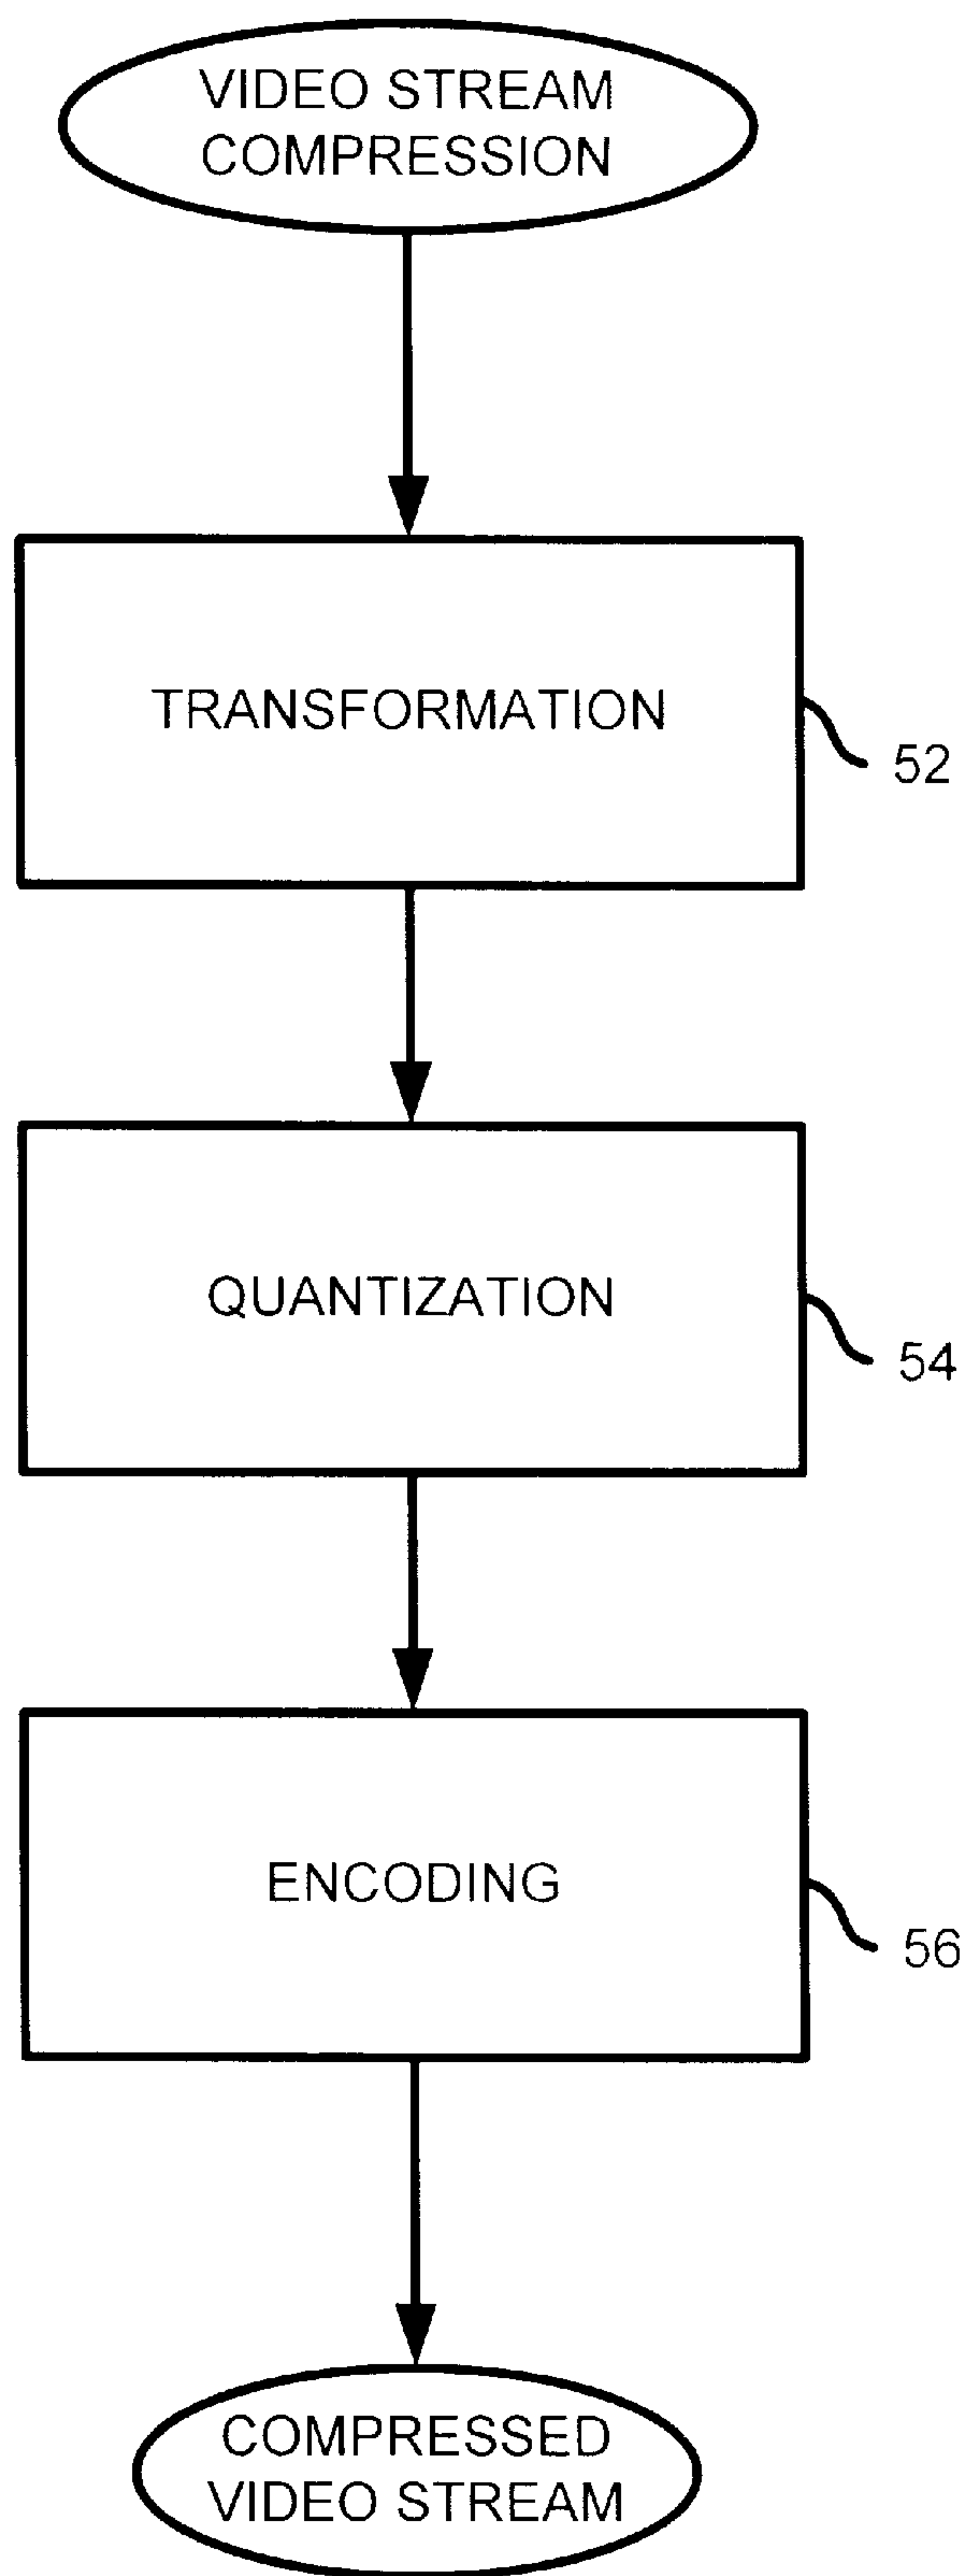 VIDEO STREAM
COMPRESSION
TRANSFORMATION
52
QUANTIZATION
54
ENCODING
56
COMPRESSED
VIDEO STREAM